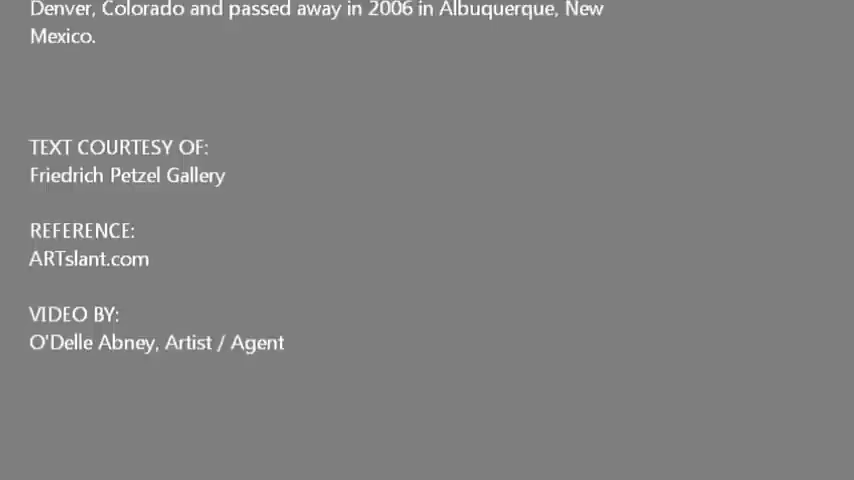 Denver, Colorado and passed away in 2006 in Albuquerque, New
Mexico.
TEXT COURTESY OF:
Friedrich Petzel Gallery
REFERENCE:
ARTslant.com
VIDEO BY:
O'Delle Abney, Artist / Agent